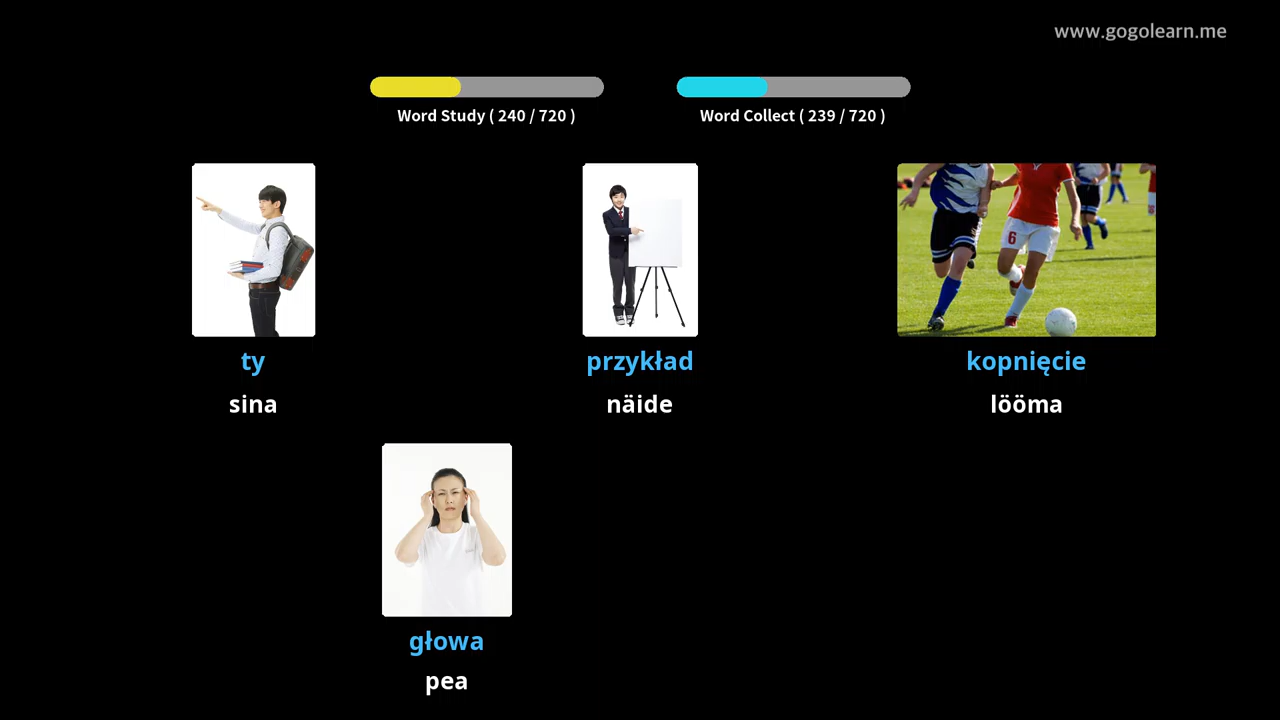 www.gogolearn.me
Word Study ( 240 / 720 )
Word Collect ( 239 / 720 )
ty
przykład
kopnięcie
sina
näide
lööma
6
głowa
pea